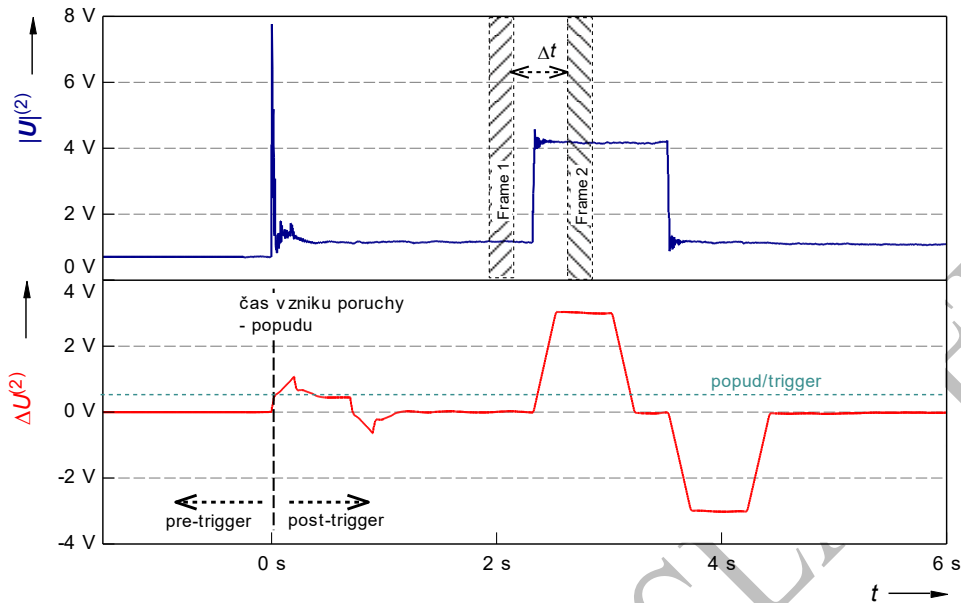 8 V
6 V
4 V
2 V
0 V
|U|(2)
Δt
Frame 1
Frame 2
4 V
2 V
0 V
-2 V
-4 V
ΔU(2)
čas vzniku poruchy
- popudu
popud/trigger
pre-trigger
post-trigger
0 s
2 s
4 s
6 s
t